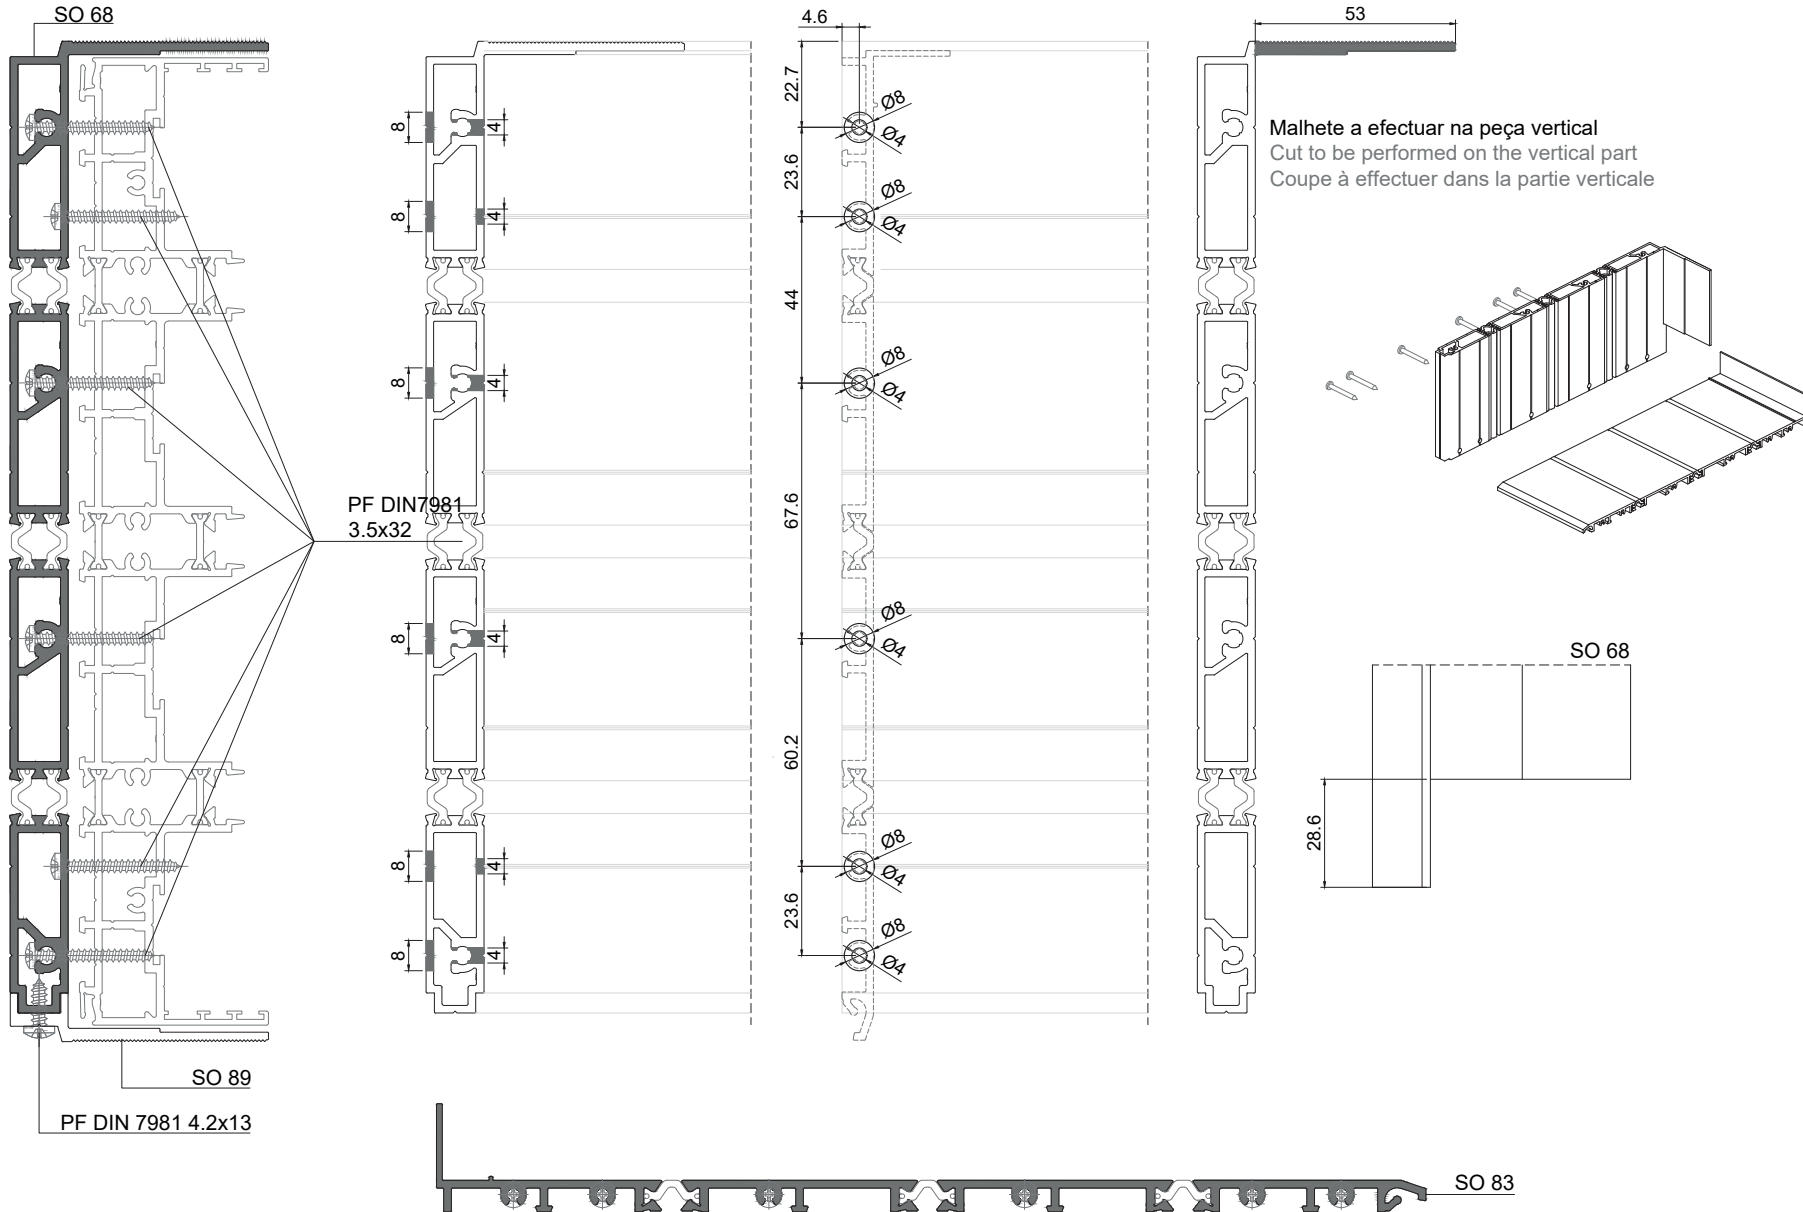 SO 68
4.6
53
22.7
Ø8
Ø4
8
4
Malhete a efectuar na peça vertical
Cut to be performed on the vertical part
Coupe à effectuer dans la partie verticale
23.6
Ø8
Ø4
8
4
44
Ø8
Ø4
8
4
PF DIN7981
3.5x32
67.6
Ø8
Ø4
8
4
SO 68
60.2
28.6
Ø8
Ø4
8
4
23.6
Ø8
Ø4
8
4
SO 89
PF DIN 7981 4.2x13
SO 83